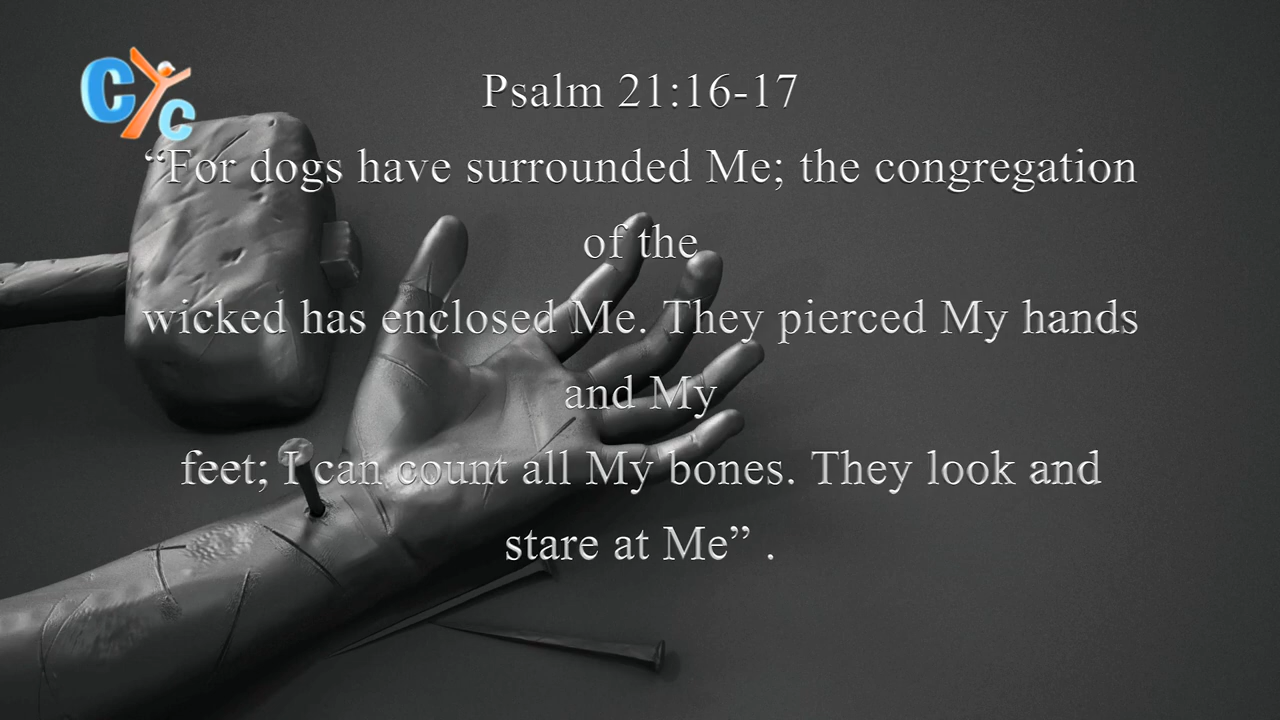 CYC
Psalm 21:16-17
“For dogs have surrounded Me; the congregation
of the
wicked has enclosed Me. They pierced My hands
and My
feet; I can count all My bones. They look and
stare at Me” .